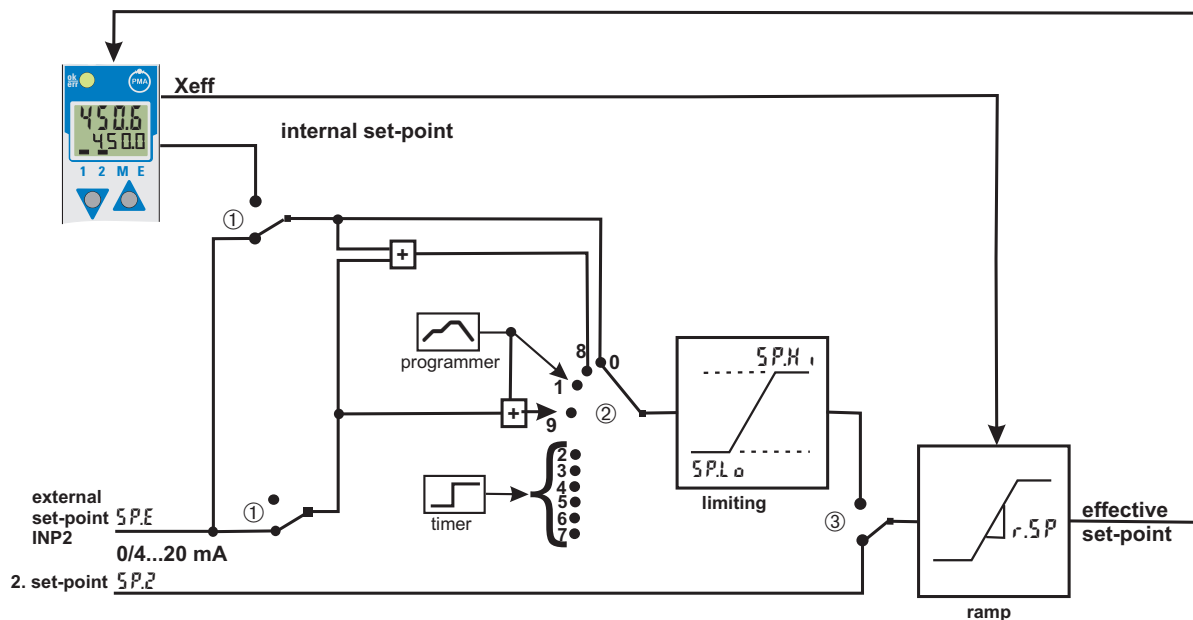 ok
err
PMA
Xeff
450.6
450.0
internal set-point
1 2 M E
①
+
programmer
8
0
1
+
9
②
SP.Hi
SP.Lo
limiting
2
3
4
5
6
7
timer
external
set-point SP.E
INP2
①
0/4...20 mA
2. set-point SP.2
③
r.SP
effective
set-point
ramp